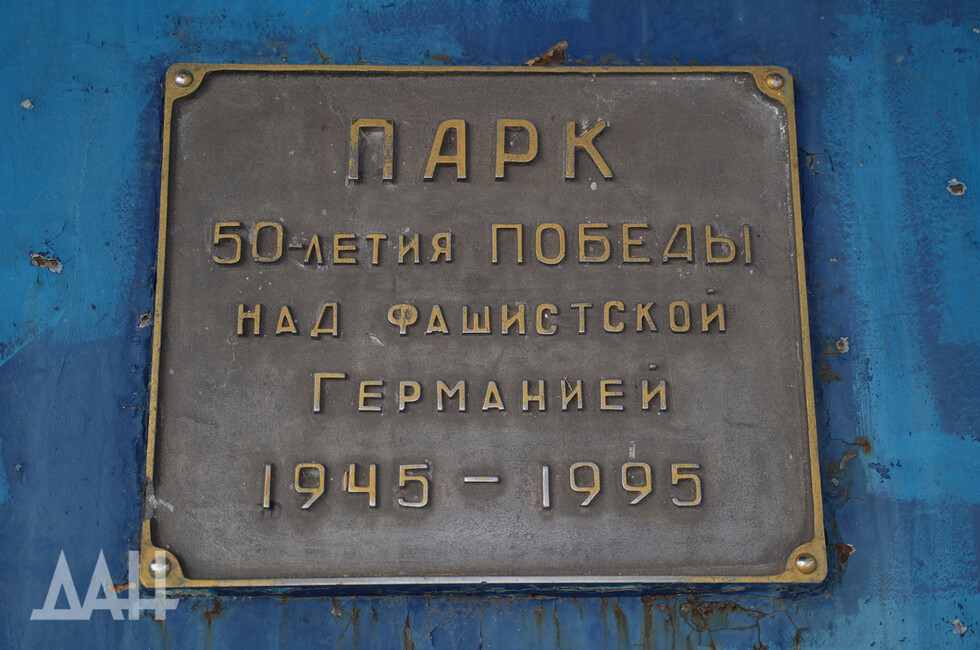 ПАРК
50-ЛЕТИЯ ПОБЕДЫ
НАД ФАШИСТСКОЙ
ГЕРМАНИЕЙ
1945 – 1995
ДАН